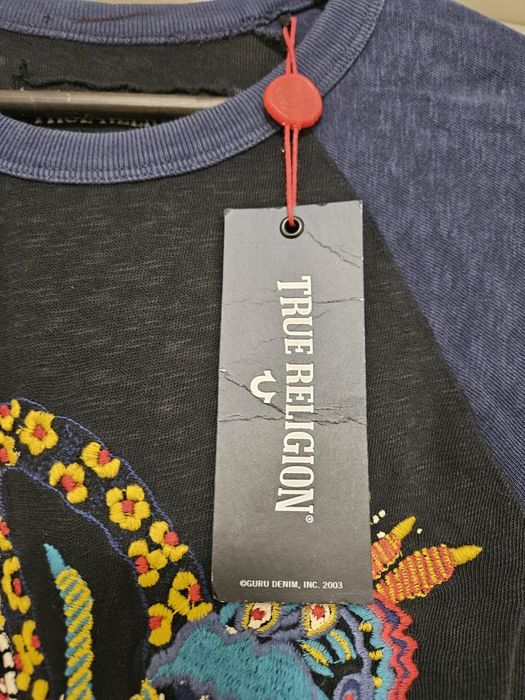 TRUE RELIGION®
©GURU DENIM, INC. 2003